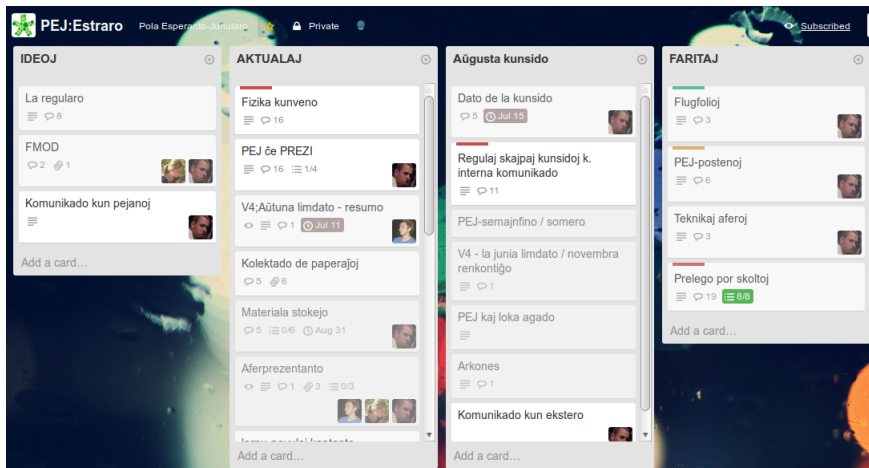 PEJ:Estraro Pola Esperanto-Junularo Private Subscribed
IDEOJ
La regularo
8
FMOD
2 1
Komunikado kun pejanoj
Add a card…
AKTUALAJ
Fizika kunveno
16
PEJ ĉe PREZI
16 1/4
V4;Aŭtuna limdato - resumo
1 Jul 11
Kolektado de paperaĵoj
5 6
Materiala stokejo
5 0/6 Aug 31
Aferprezentanto
1 3 0/3
Add a card…
Aŭgusta kunsido
Dato de la kunsido
5 Jul 15
Regulaj skajpaj kunsidoj k.
interna komunikado
11
PEJ-semajnfino / somero
V4 - la junia limdato / novembra
renkontiĝo
1
PEJ kaj loka agado
Arkones
1
Komunikado kun ekstero
Add a card…
FARITAJ
Flugfolioj
3
PEJ-postenoj
6
Teknikaj aferoj
3
Prelego por skoltoj
19 8/8
Add a card…